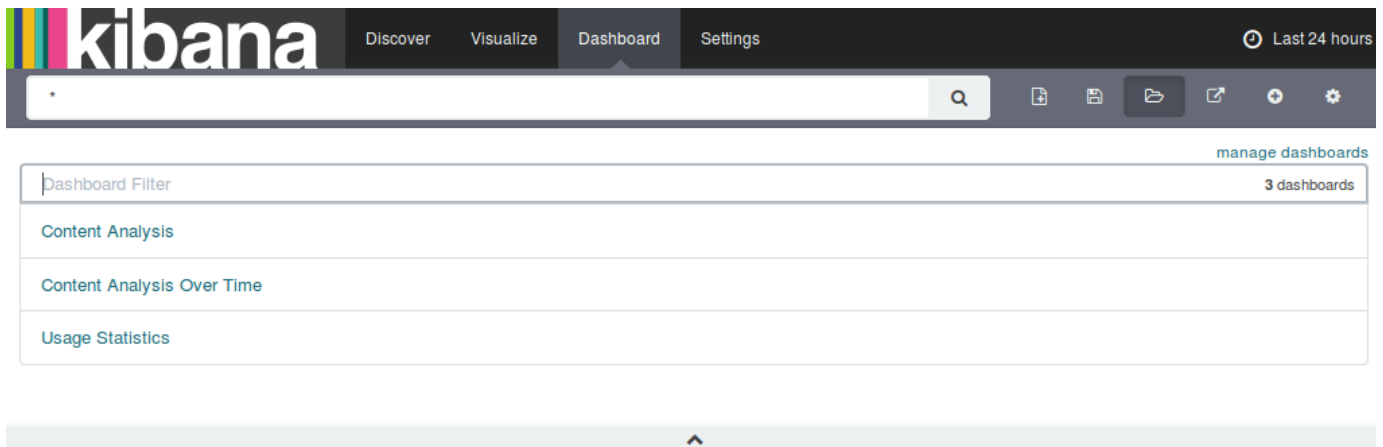 kibana Discover Visualize Dashboard Settings Last 24 hours
*
manage dashboards
Dashboard Filter 3 dashboards
Content Analysis
Content Analysis Over Time
Usage Statistics